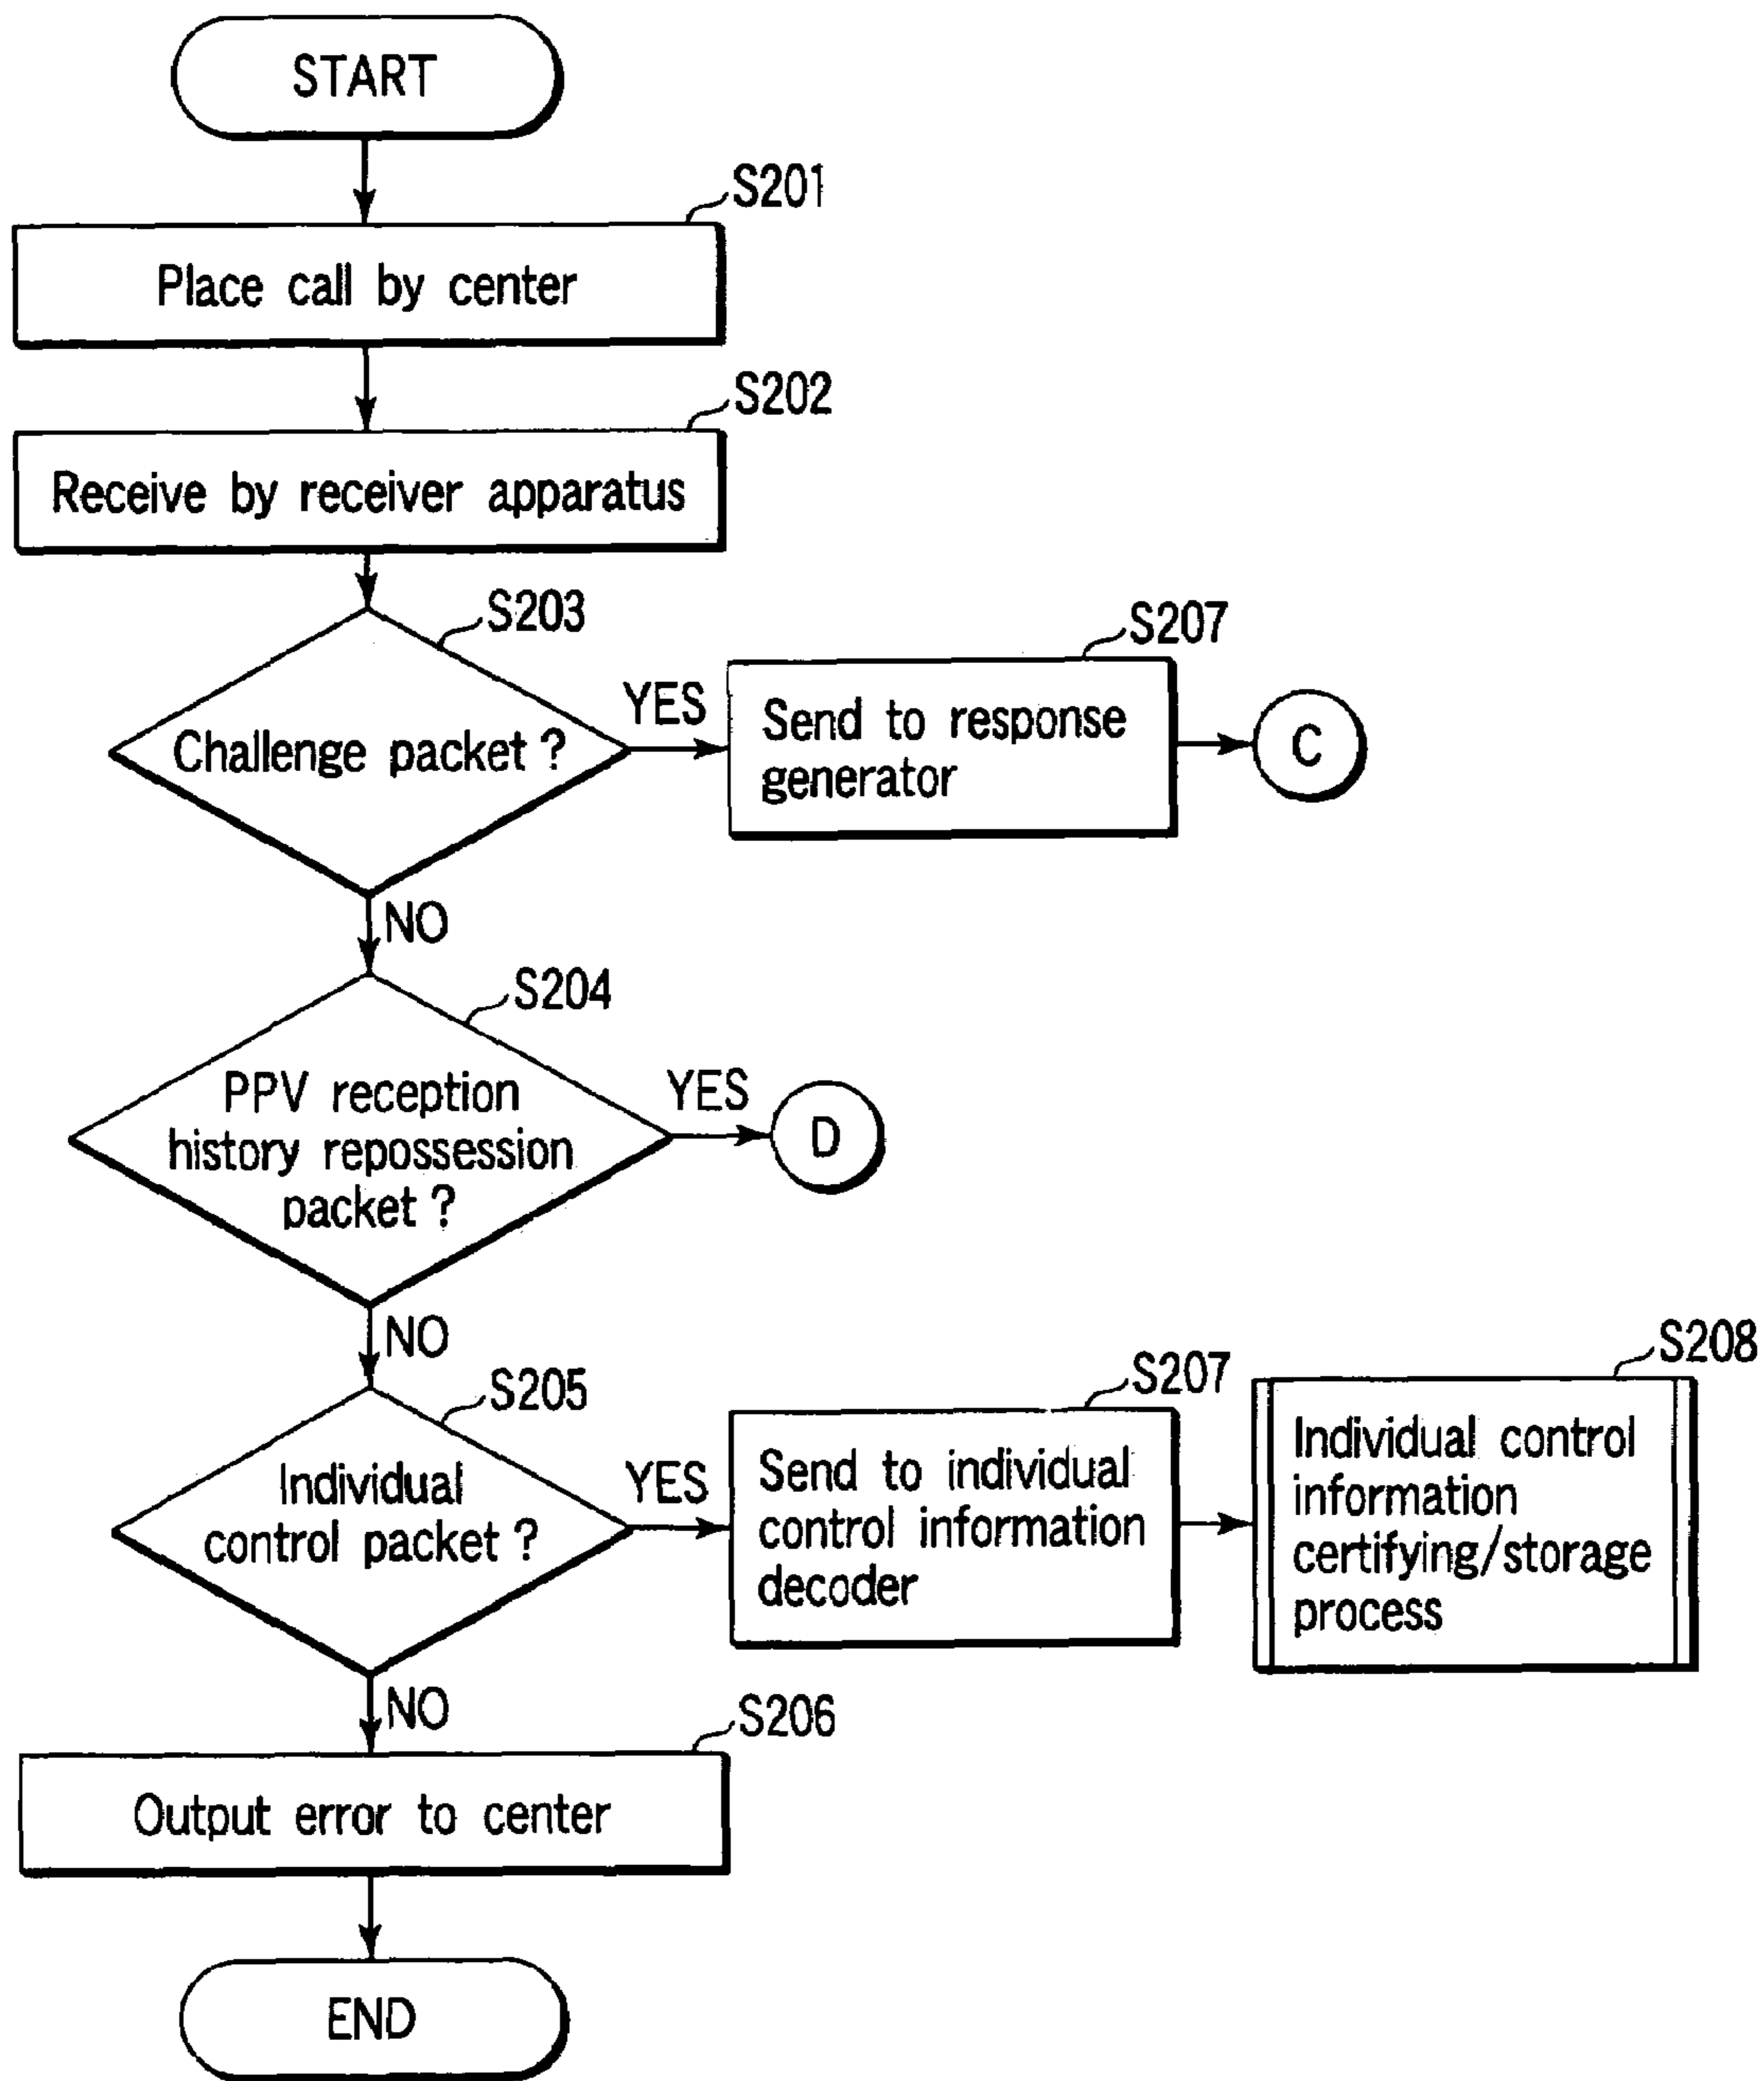 START
S201
Place call by center
S202
Receive by receiver apparatus
S203
Challenge packet ?
YES
S207
Send to response
generator
C
NO
S204
PPV reception
history repossession
packet ?
YES
D
NO
S205
Individual
control packet ?
YES
S207
Send to individual
control information
decoder
S208
Individual control
information
certifying/storage
process
NO
S206
Output error to center
END